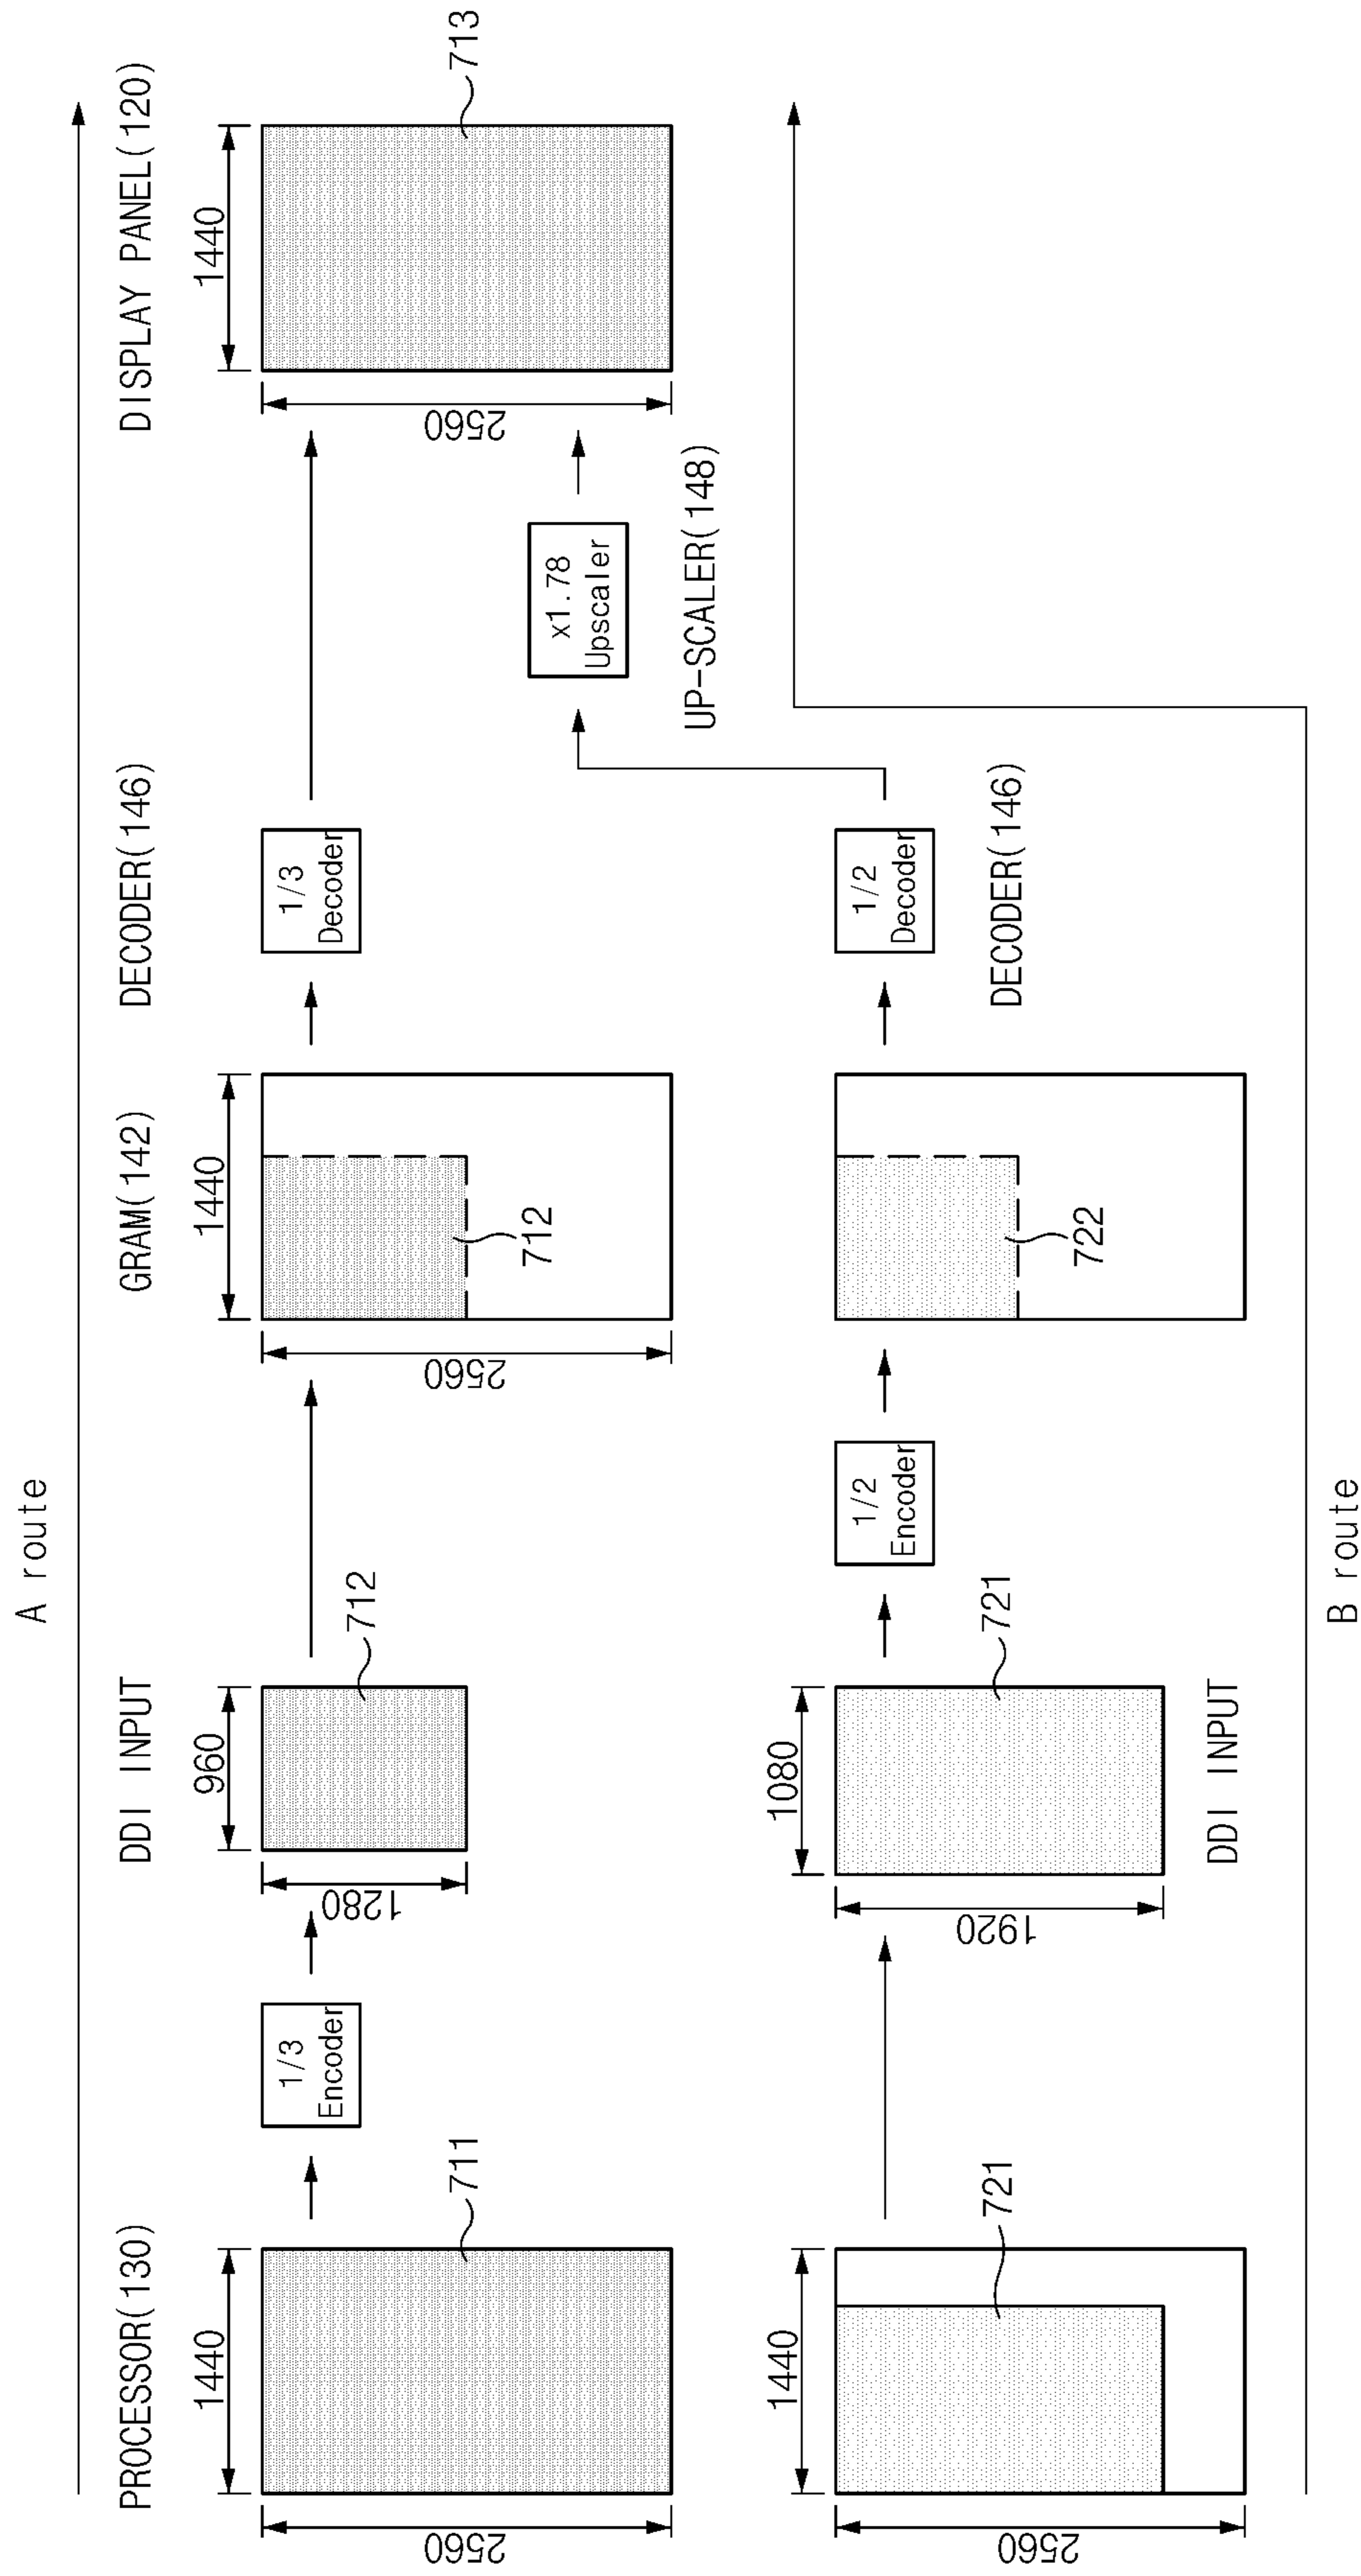 A route
PROCESSOR(130)
DDI INPUT
GRAM(142)
DECODER(146)
DISPLAY PANEL(120)
1440
960
1440
1440
2560
711
1/3
Encoder
1280
712
2560
712
1/3
Decoder
2560
713
x1.78
Upscaler
UP-SCALER(148)
1440
1080
2560
721
1920
721
1/2
Encoder
722
1/2
Decoder
DECODER(146)
DDI INPUT
B route